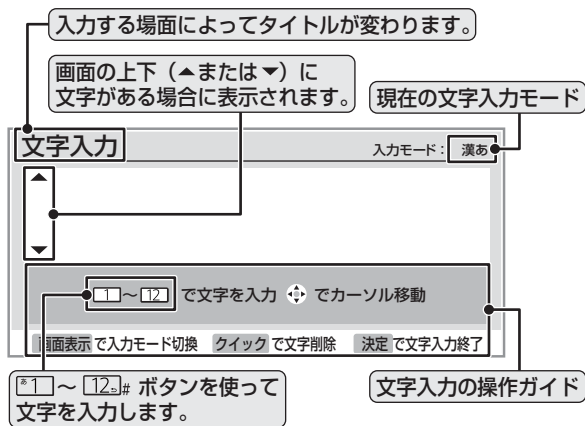 入力する場面によってタイトルが変わります。
画面の上下（▲または▼）に
文字がある場合に表示されます。
現在の文字入力モード
文字入力
入力モード： 漢あ
▲
▼
1～12 で文字を入力 でカーソル移動
画面表示 で入力モード切換 クイック で文字削除 決定 で文字入力終了
1～12# ボタンを使って
文字を入力します。
文字入力の操作ガイド